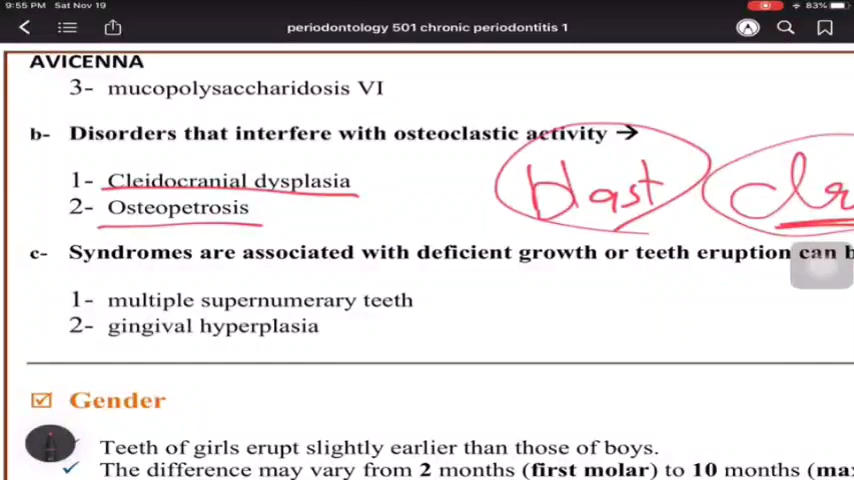 9:55 PM Sat Nov 19
83%
periodontology 501 chronic periodontitis 1
AVICENNA
3- mucopolysaccharidosis VI
b- Disorders that interfere with osteoclastic activity →
1- Cleidocranial dysplasia
2- Osteopetrosis
blast
c- Syndromes are associated with deficient growth or teeth eruption can b
1- multiple supernumerary teeth
2- gingival hyperplasia
Gender
Teeth of girls erupt slightly earlier than those of boys.
The difference may vary from 2 months (first molar) to 10 months (ma